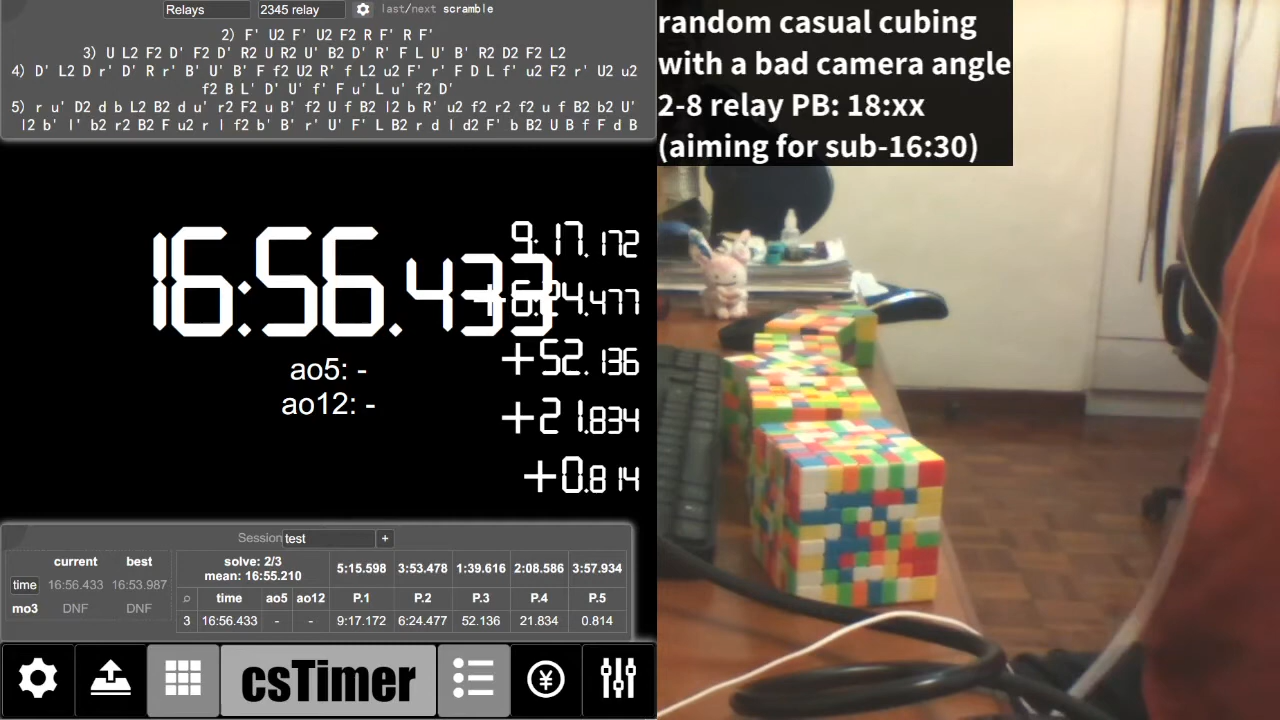 Relays 2345 relay last/next scramble
2) F' U2 F' U2 F2 R F' R F'
3) U L2 F2 D' F2 D' R2 U R2 U' B2 D' R' F L U' B' R2 D2 F2 L2
4) D' L2 D r' D' R r' B' U' B' F f2 U2 R' f L2 u2 F' r' F D L f' u2 F2 r' U2 u2
f2 B L' D' U' f' F u' L u' f2 D'
5) r u' D2 d b L2 B2 d u' r2 F2 u B' f2 U f B2 l2 b R' u2 f2 r2 f2 u f B2 b2 U'
l2 b' l' b2 r2 B2 F u2 r l f2 b' B' r' U' F' L B2 r d l d2 F' b B2 U B f F d B
16:56.433
9:17.172
+6:24.477
+52.136
+21.834
+0.814
ao5: -
ao12: -
Session test +
current best
time 16:56.433 16:53.987
mo3 DNF DNF
solve: 2/3
mean: 16:55.210
5:15.598 3:53.478 1:39.616 2:08.586 3:57.934
time ao5 ao12 P.1 P.2 P.3 P.4 P.5
3 16:56.433 - - 9:17.172 6:24.477 52.136 21.834 0.814
csTimer
¥
random casual cubing
with a bad camera angle
2-8 relay PB: 18:xx
(aiming for sub-16:30)